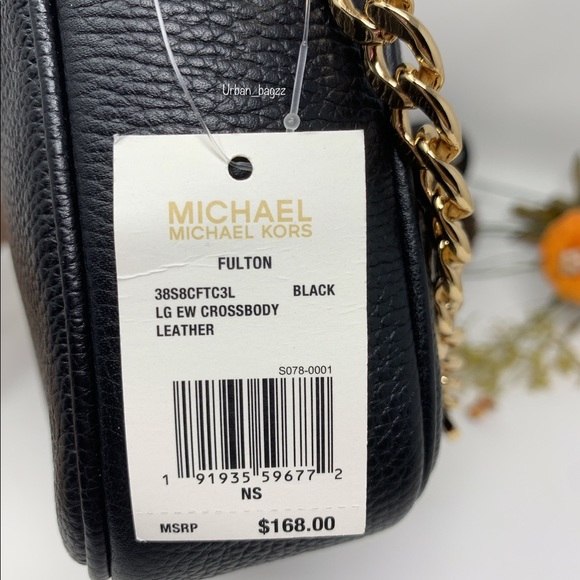 Urban_bagzz
MICHAEL
MICHAEL KORS
FULTON
38S8CFTC3L BLACK
LG EW CROSSBODY
LEATHER
S078-0001
1 91935 59677 2
NS
MSRP $168.00